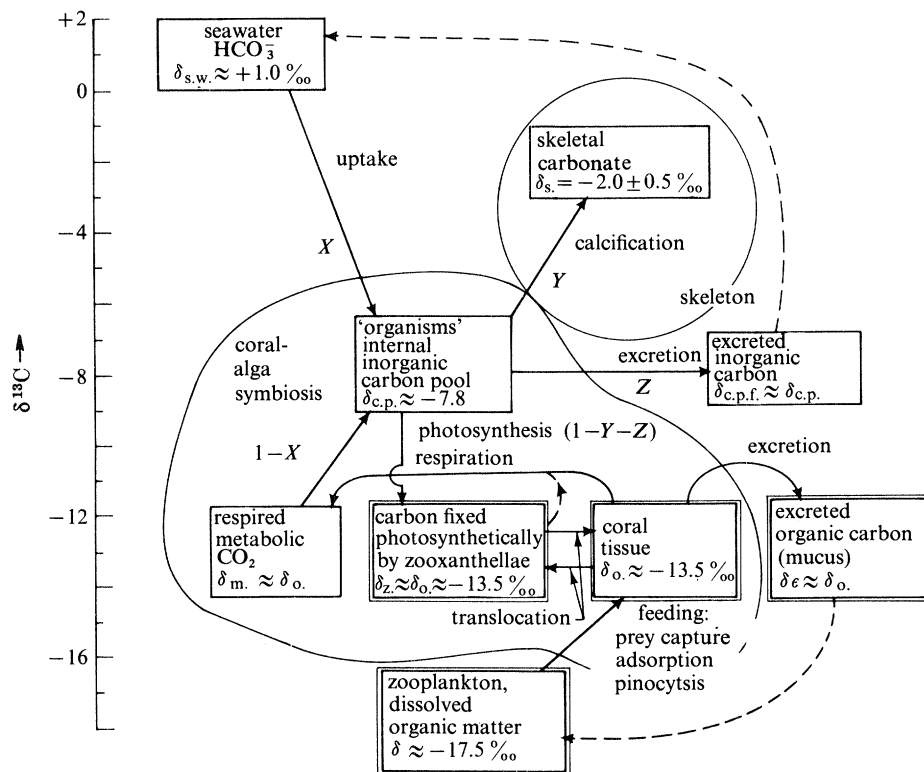 +2
0
−4
−8
−12
−16
δ ¹³C →
seawater
HCO₃⁻
δs.w. ≈ +1.0 ‰
uptake
X
skeletal
carbonate
δs. = −2.0 ± 0.5 ‰
calcification
Y
skeleton
coral-
alga
symbiosis
'organisms'
internal
inorganic
carbon pool
δc.p. ≈ −7.8
excretion
Z
excreted
inorganic
carbon
δc.p.f. ≈ δc.p.
1−X
photosynthesis (1−Y−Z)
respiration
excretion
respired
metabolic
CO₂
δm. ≈ δo.
carbon fixed
photosynthetically
by zooxanthellae
δz. ≈ δo. ≈ −13.5 ‰
coral
tissue
δo. ≈ −13.5 ‰
excreted
organic carbon
(mucus)
δϵ ≈ δo.
translocation
feeding:
prey capture
adsorption
pinocytsis
zooplankton,
dissolved
organic matter
δ ≈ −17.5 ‰